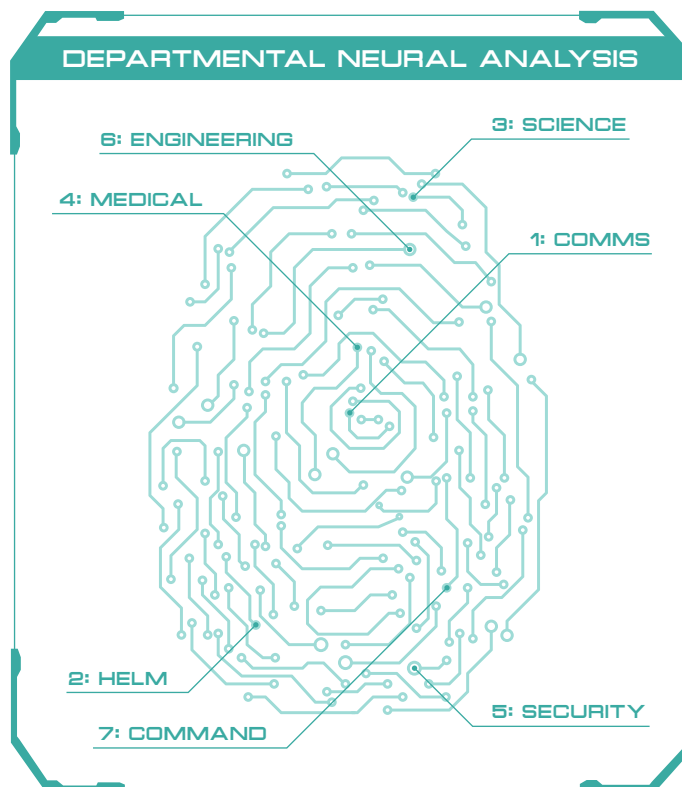 DEPARTMENTAL NEURAL ANALYSIS
3: SCIENCE
6: ENGINEERING
4: MEDICAL
1: COMMS
2: HELM
5: SECURITY
7: COMMAND